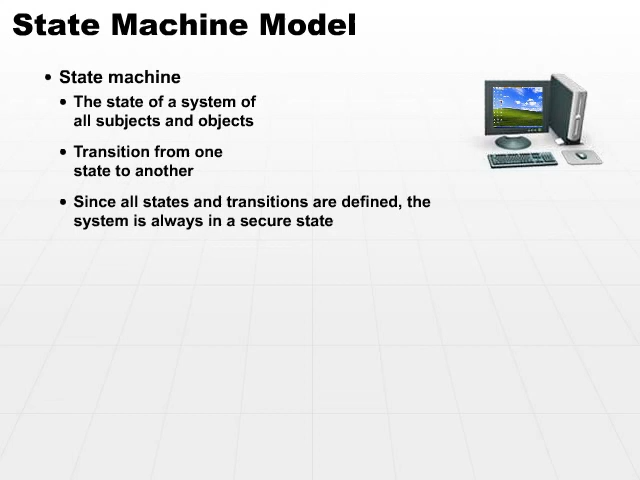 State Machine Model
• State machine
• The state of a system of
all subjects and objects
• Transition from one
state to another
• Since all states and transitions are defined, the
system is always in a secure state